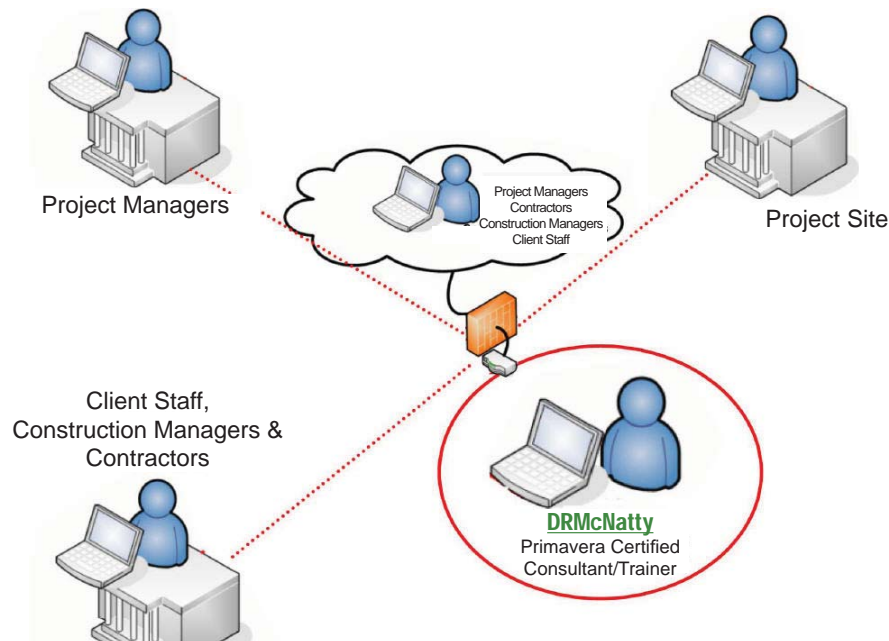 Project Managers
Project Managers
Contractors
Construction Managers
Client Staff
Project Site
Client Staff,
Construction Managers &
Contractors
DRMcNatty
Primavera Certified
Consultant/Trainer